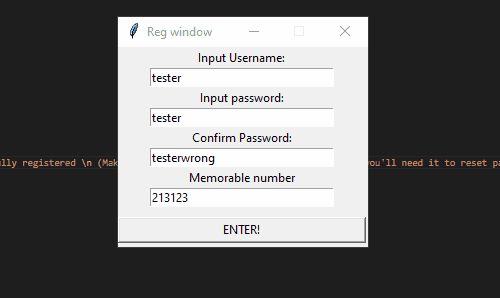 Reg window
Input Username:
tester
Input password:
tester
Confirm Password:
testerwrong
ully registered \n (Mak
you'll need it to reset pa
Memorable number
213123
ENTER!